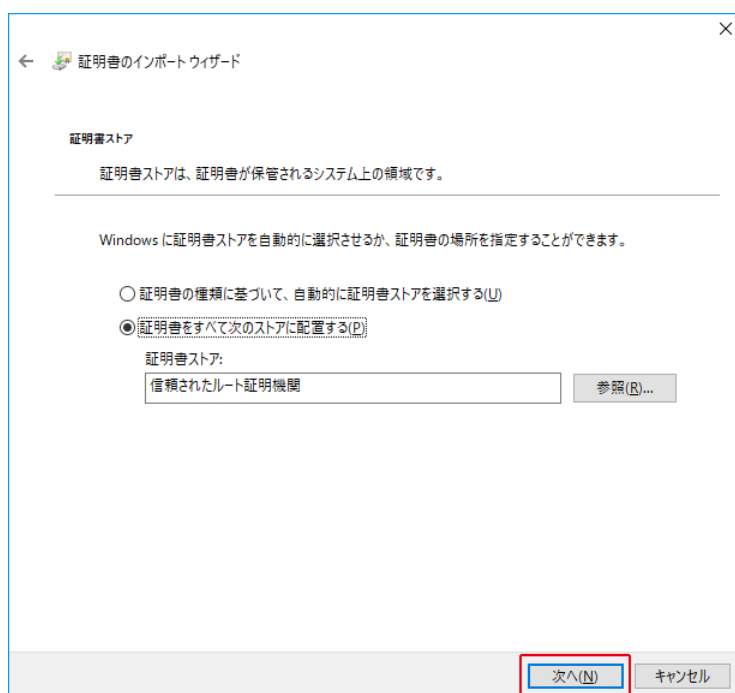 証明書のインポート ウィザード
証明書ストア
証明書ストアは、証明書が保管されるシステム上の領域です。
Windows に証明書ストアを自動的に選択させるか、証明書の場所を指定することができます。
証明書の種類に基づいて、自動的に証明書ストアを選択する(U)
証明書をすべて次のストアに配置する(P)
証明書ストア:
信頼されたルート証明機関
参照(R)...
次へ(N)
キャンセル